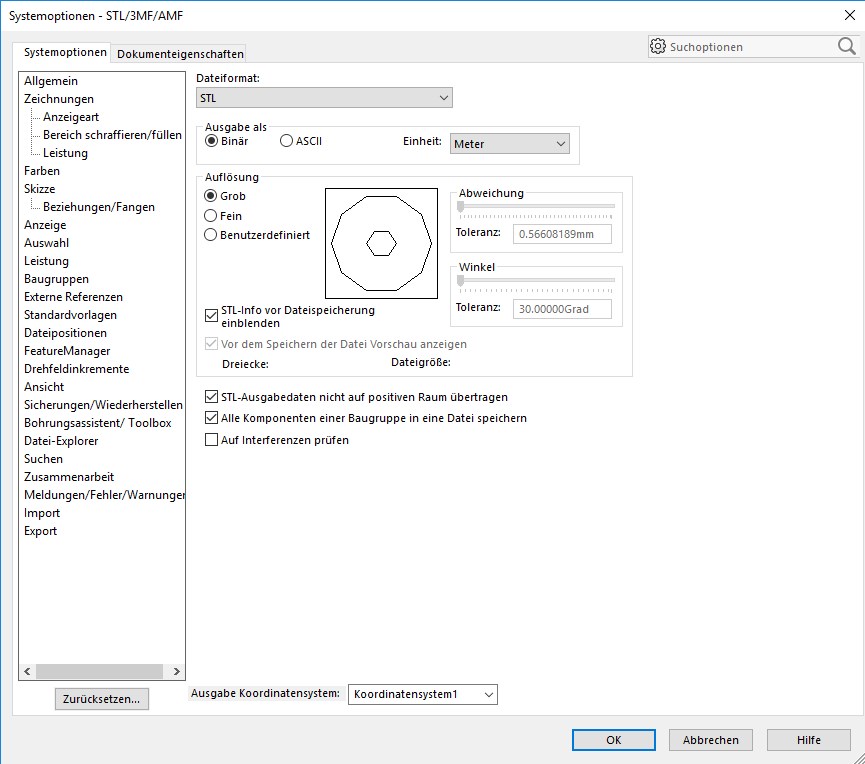 Systemoptionen - STL/3MF/AMF
Systemoptionen
Dokumenteigenschaften
Suchoptionen
Allgemein
Zeichnungen
Anzeigeart
Bereich schraffieren/füllen
Leistung
Farben
Skizze
Beziehungen/Fangen
Anzeige
Auswahl
Leistung
Baugruppen
Externe Referenzen
Standardvorlagen
Dateipositionen
FeatureManager
Drehfeldinkremente
Ansicht
Sicherungen/Wiederherstellen
Bohrungsassistent/ Toolbox
Datei-Explorer
Suchen
Zusammenarbeit
Meldungen/Fehler/Warnungen
Import
Export
Zurücksetzen...
Dateiformat:
STL
Ausgabe als
Binär
ASCII
Einheit:
Meter
Auflösung
Grob
Fein
Benutzerdefiniert
Abweichung
Toleranz:
0.56608189mm
Winkel
Toleranz:
30.00000Grad
STL-Info vor Dateispeicherung
einblenden
Vor dem Speichern der Datei Vorschau anzeigen
Dreiecke:
Dateigröße:
STL-Ausgabedaten nicht auf positiven Raum übertragen
Alle Komponenten einer Baugruppe in eine Datei speichern
Auf Interferenzen prüfen
Ausgabe Koordinatensystem:
Koordinatensystem1
OK
Abbrechen
Hilfe